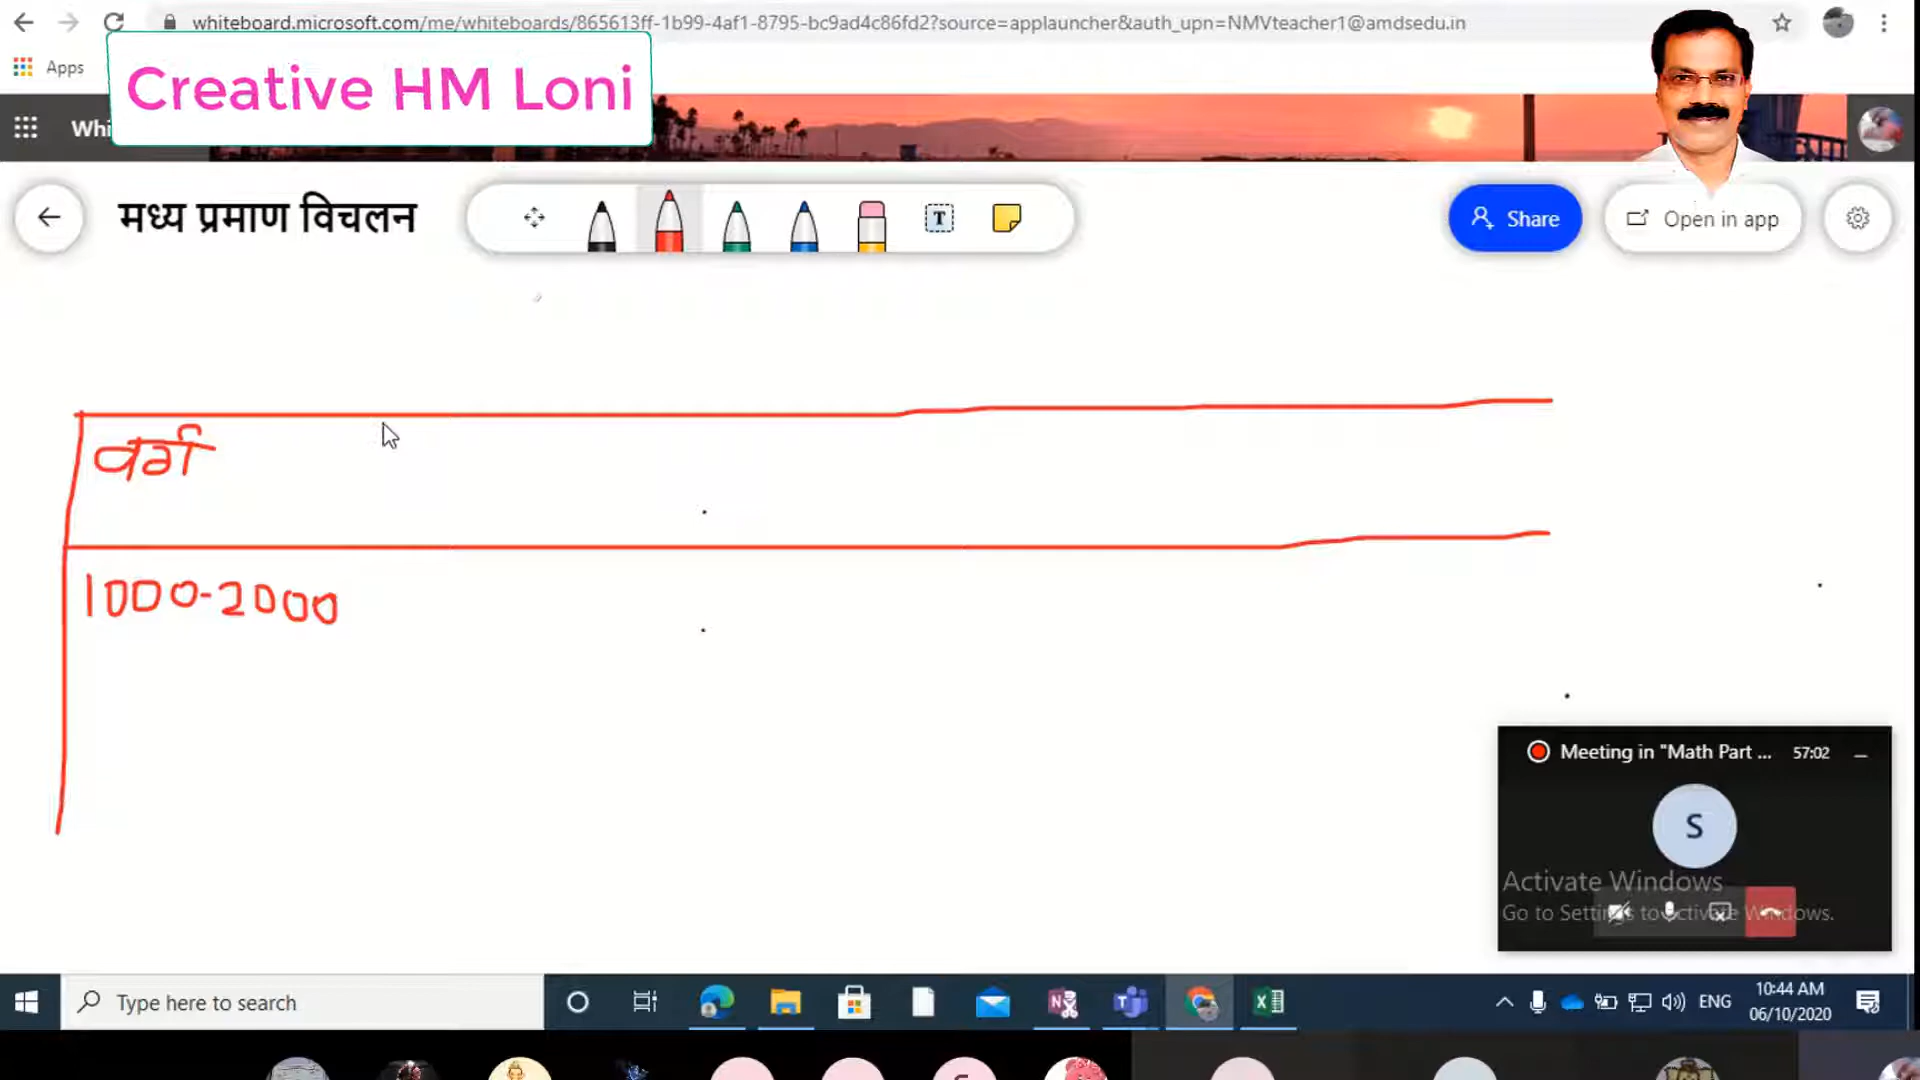 whiteboard.microsoft.com/me/whiteboards/865613ff-1b99-4af1-8795-bc9ad4c86fd2?source=applauncher&auth_upn=NMVteacher1@amdsedu.in
Apps
Creative HM Loni
Whi
मध्य प्रमाण विचलन
T
Share
Open in app
वर्ग
1000-2000
Meeting in "Math Part ...
57:02
S
Activate Windows
Go to Settings to activate Windows.
Type here to search
ENG
10:44 AM
06/10/2020